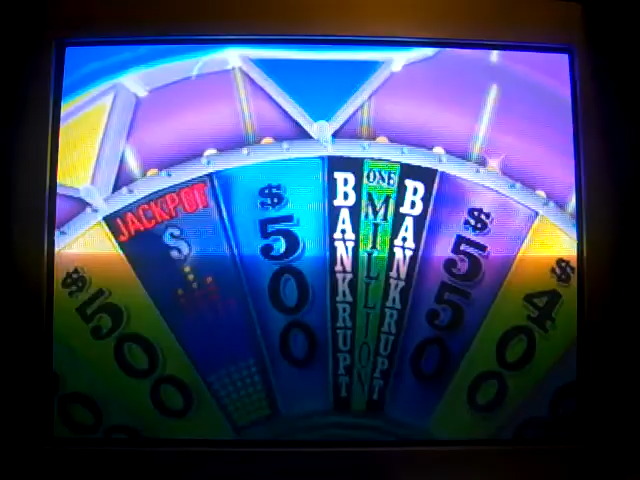 $500
JACKPOT
$
$500
BANKRUPT
ONE
MILLION
BANKRUPT
$550
$400